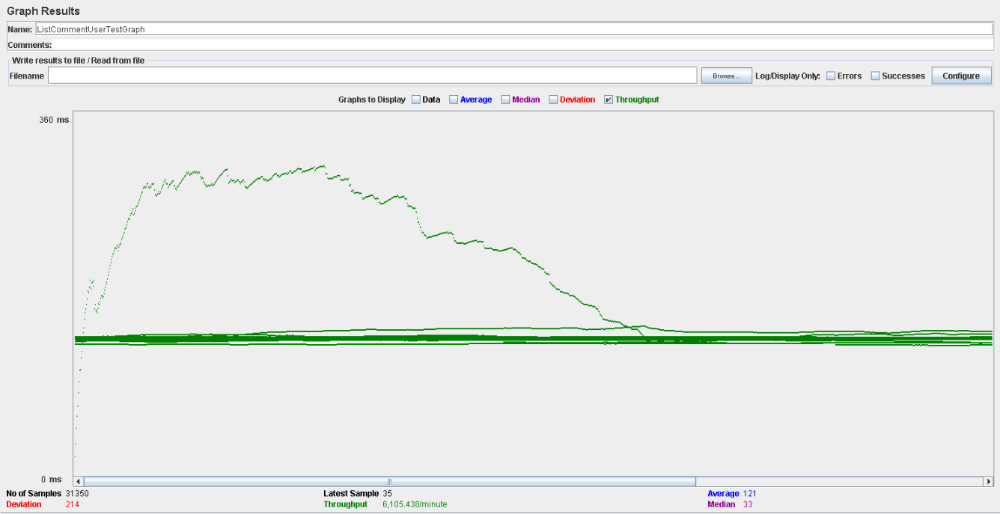 Graph Results
Name: ListCommentUserTestGraph
Comments:
Write results to file / Read from file
Filename Browse... Log/Display Only: Errors Successes Configure
Graphs to Display Data Average Median Deviation Throughput
360 ms
0 ms
No of Samples 31350 Latest Sample 35 Average 121
Deviation 214 Throughput 6,105.438/minute Median 33